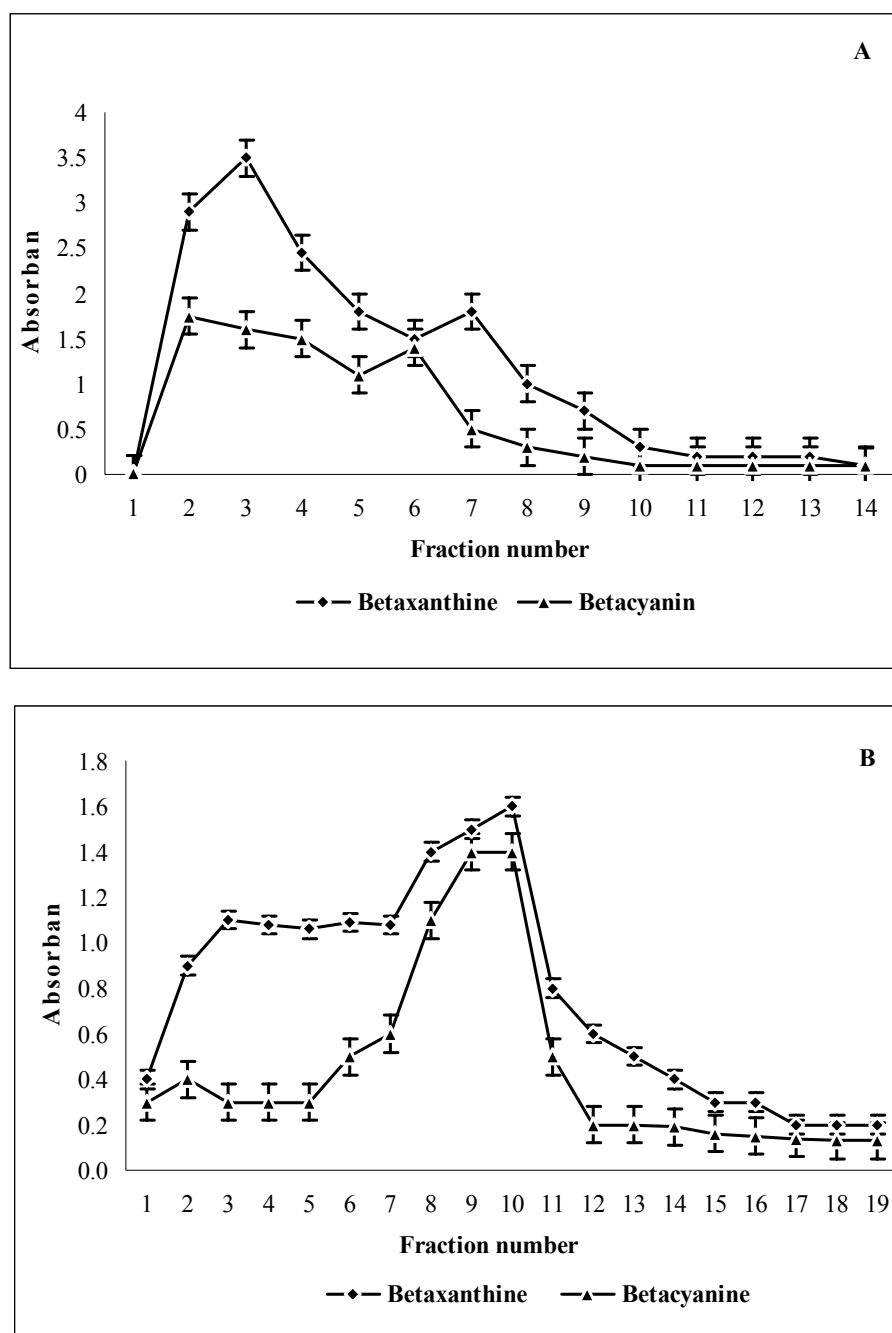 A
4
3.5
3
2.5
2
1.5
1
0.5
0
Absorban
1 2 3 4 5 6 7 8 9 10 11 12 13 14
Fraction number
Betaxanthine Betacyanin
B
1.8
1.6
1.4
1.2
1.0
0.8
0.6
0.4
0.2
0.0
Absorban
1 2 3 4 5 6 7 8 9 10 11 12 13 14 15 16 17 18 19
Fraction number
Betaxanthine Betacyanine